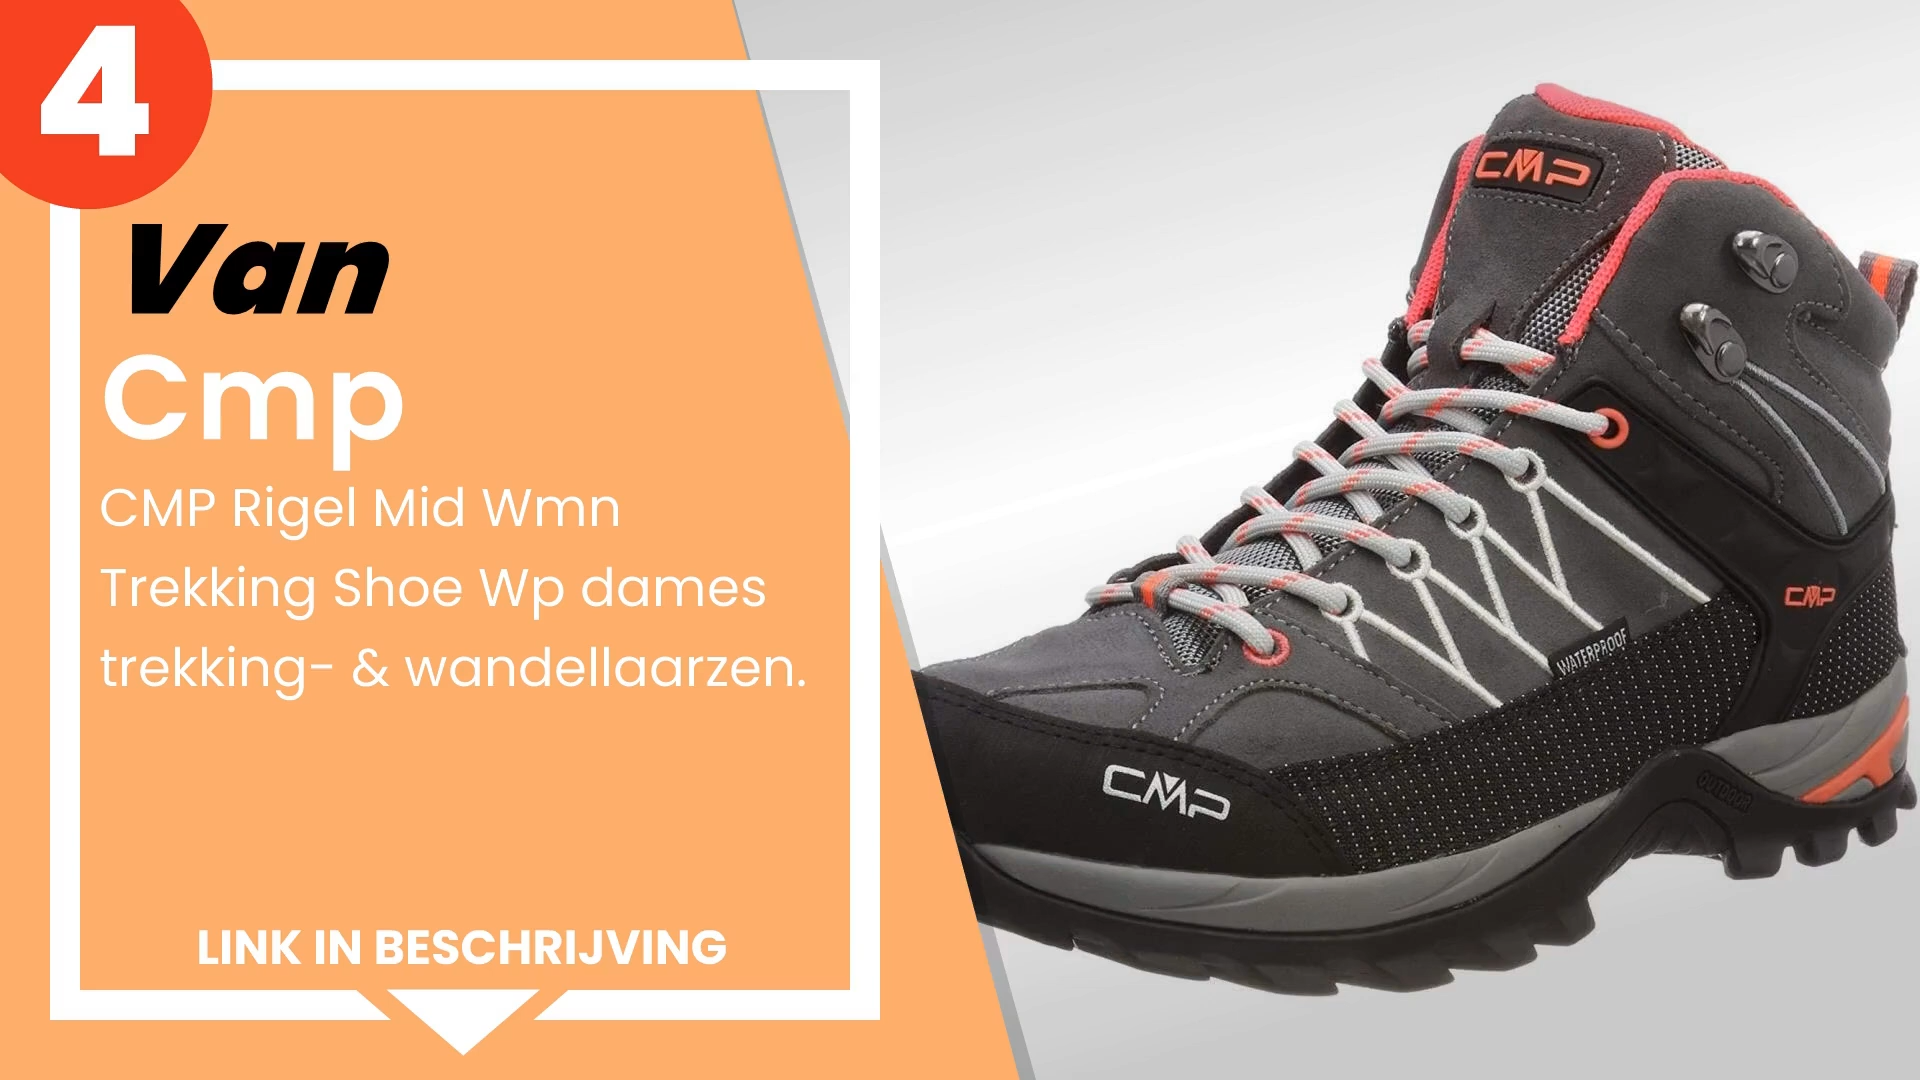 4
Van
Cmp
CMP Rigel Mid Wmn
Trekking Shoe Wp dames
trekking- & wandellaarzen.
LINK IN BESCHRIJVING
CMP
CMP
WATERPROOF
OUTDOOR
CMP